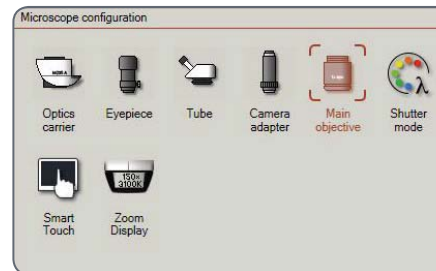 Microscope configuration
Optics
carrier
Eyepiece
Tube
Camera
adapter
Main
objective
Shutter
mode
λ
Smart
Touch
150x
3100K
Zoom
Display